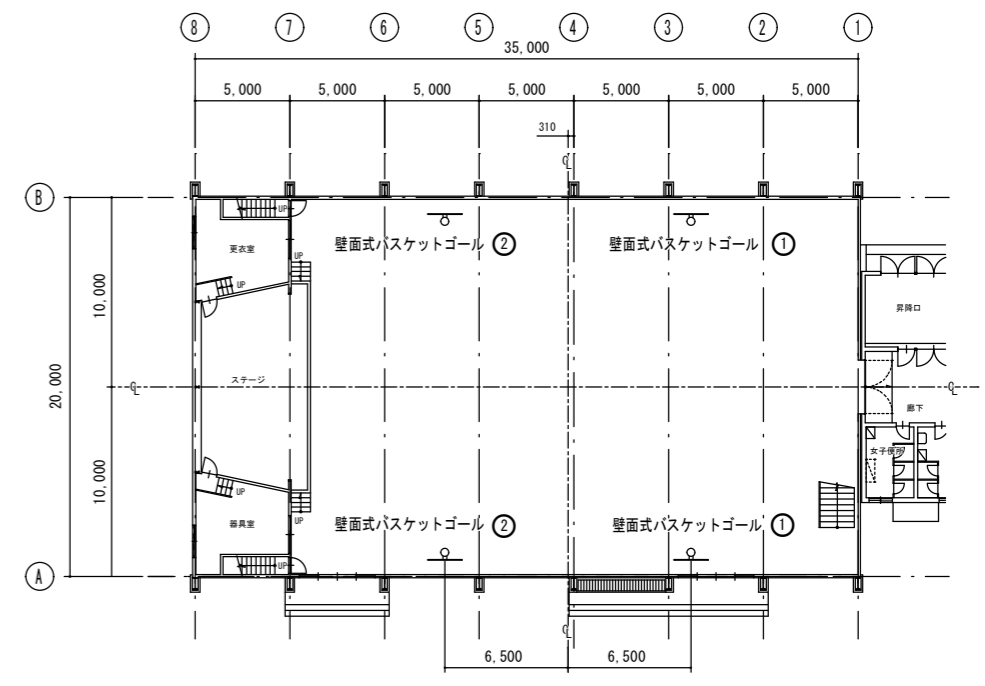 8 7 6 5 4 3 2 1
35,000
5,000 5,000 5,000 5,000 5,000 5,000 5,000
310
CL
B
UP
壁面式バスケットゴール ② 壁面式バスケットゴール ①
更衣室
UP
UP
10,000
昇降口
20,000
CL ステージ CL
廊下
女子便所
10,000
UP
器具室
UP
壁面式バスケットゴール ② 壁面式バスケットゴール ①
UP
A
CL
6,500 6,500